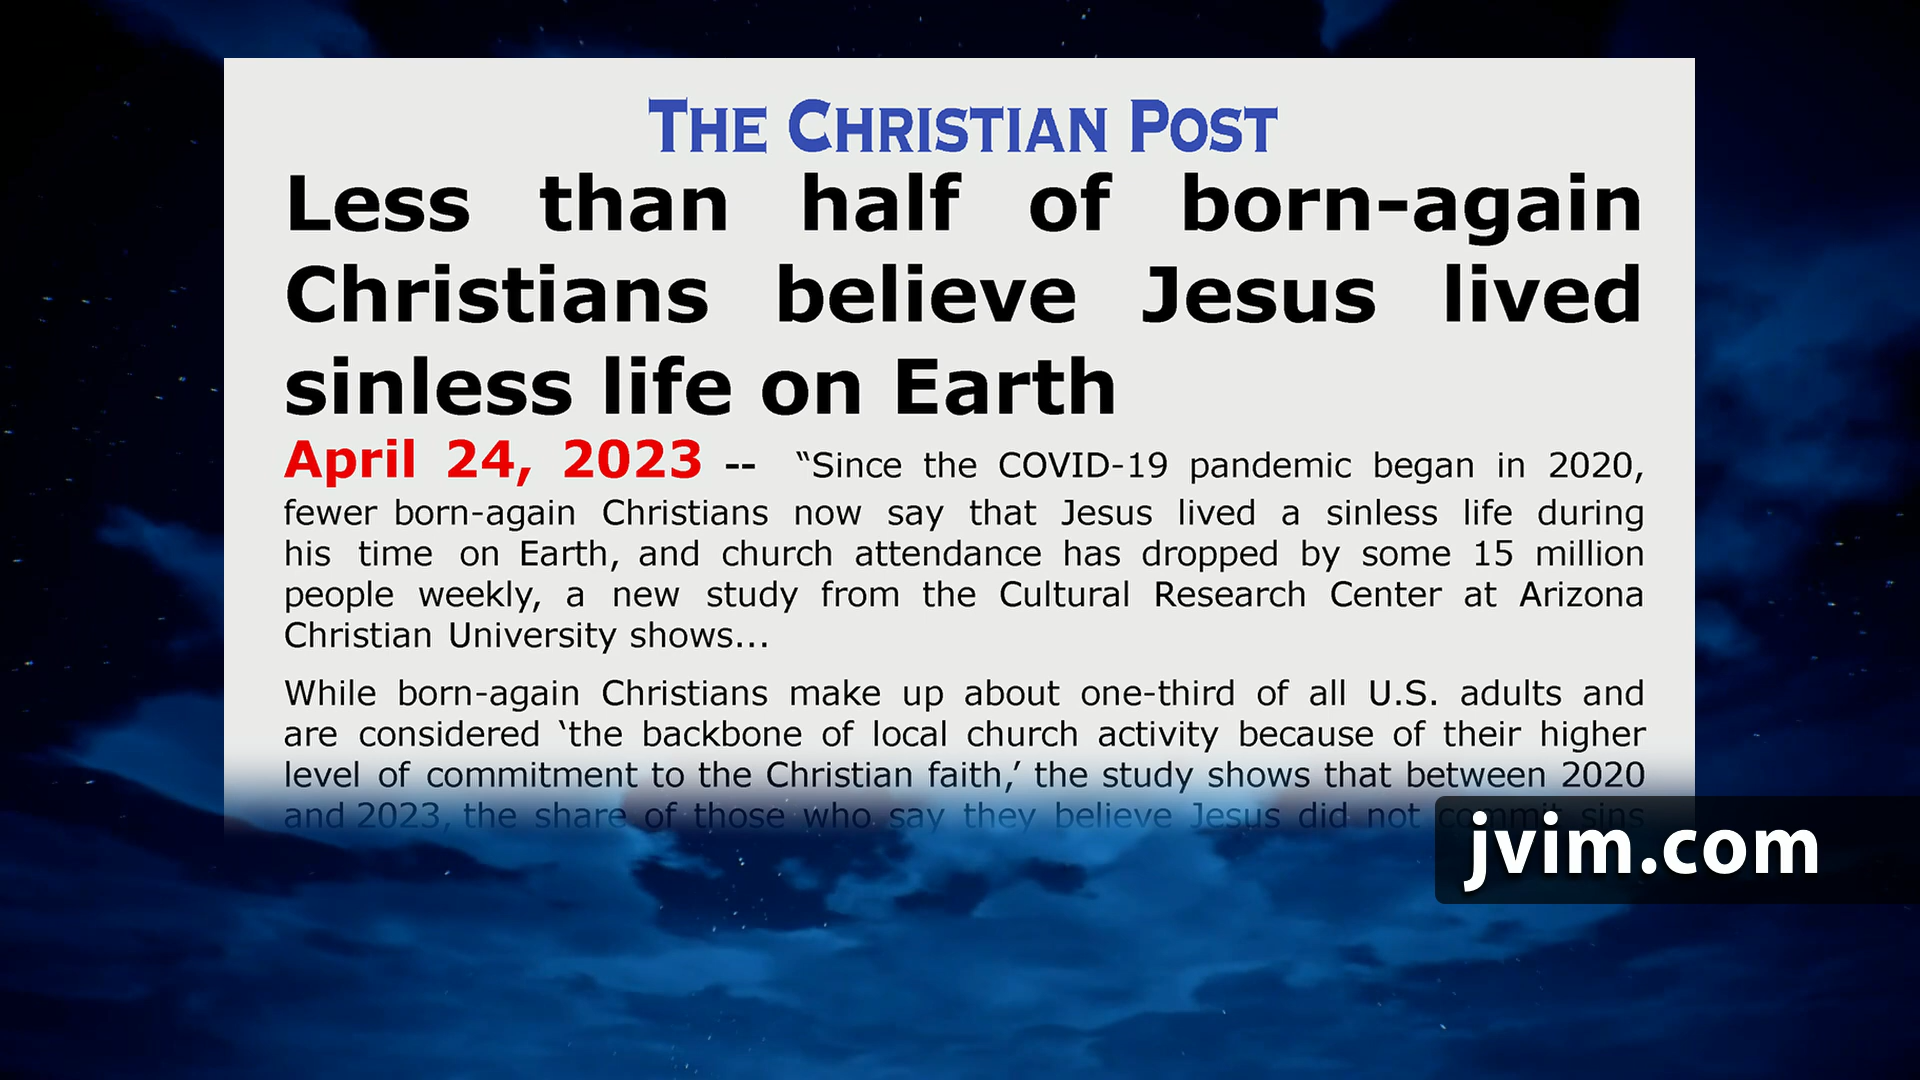 THE CHRISTIAN POST
Less than half of born-again
Christians believe Jesus lived
sinless life on Earth
April 24, 2023 -- “Since the COVID-19 pandemic began in 2020,
fewer born-again Christians now say that Jesus lived a sinless life during
his time on Earth, and church attendance has dropped by some 15 million
people weekly, a new study from the Cultural Research Center at Arizona
Christian University shows...
While born-again Christians make up about one-third of all U.S. adults and
are considered ‘the backbone of local church activity because of their higher
level of commitment to the Christian faith,’ the study shows that between 2020
and 2023, the share of those who say they believe Jesus did not commit sins
jvim.com